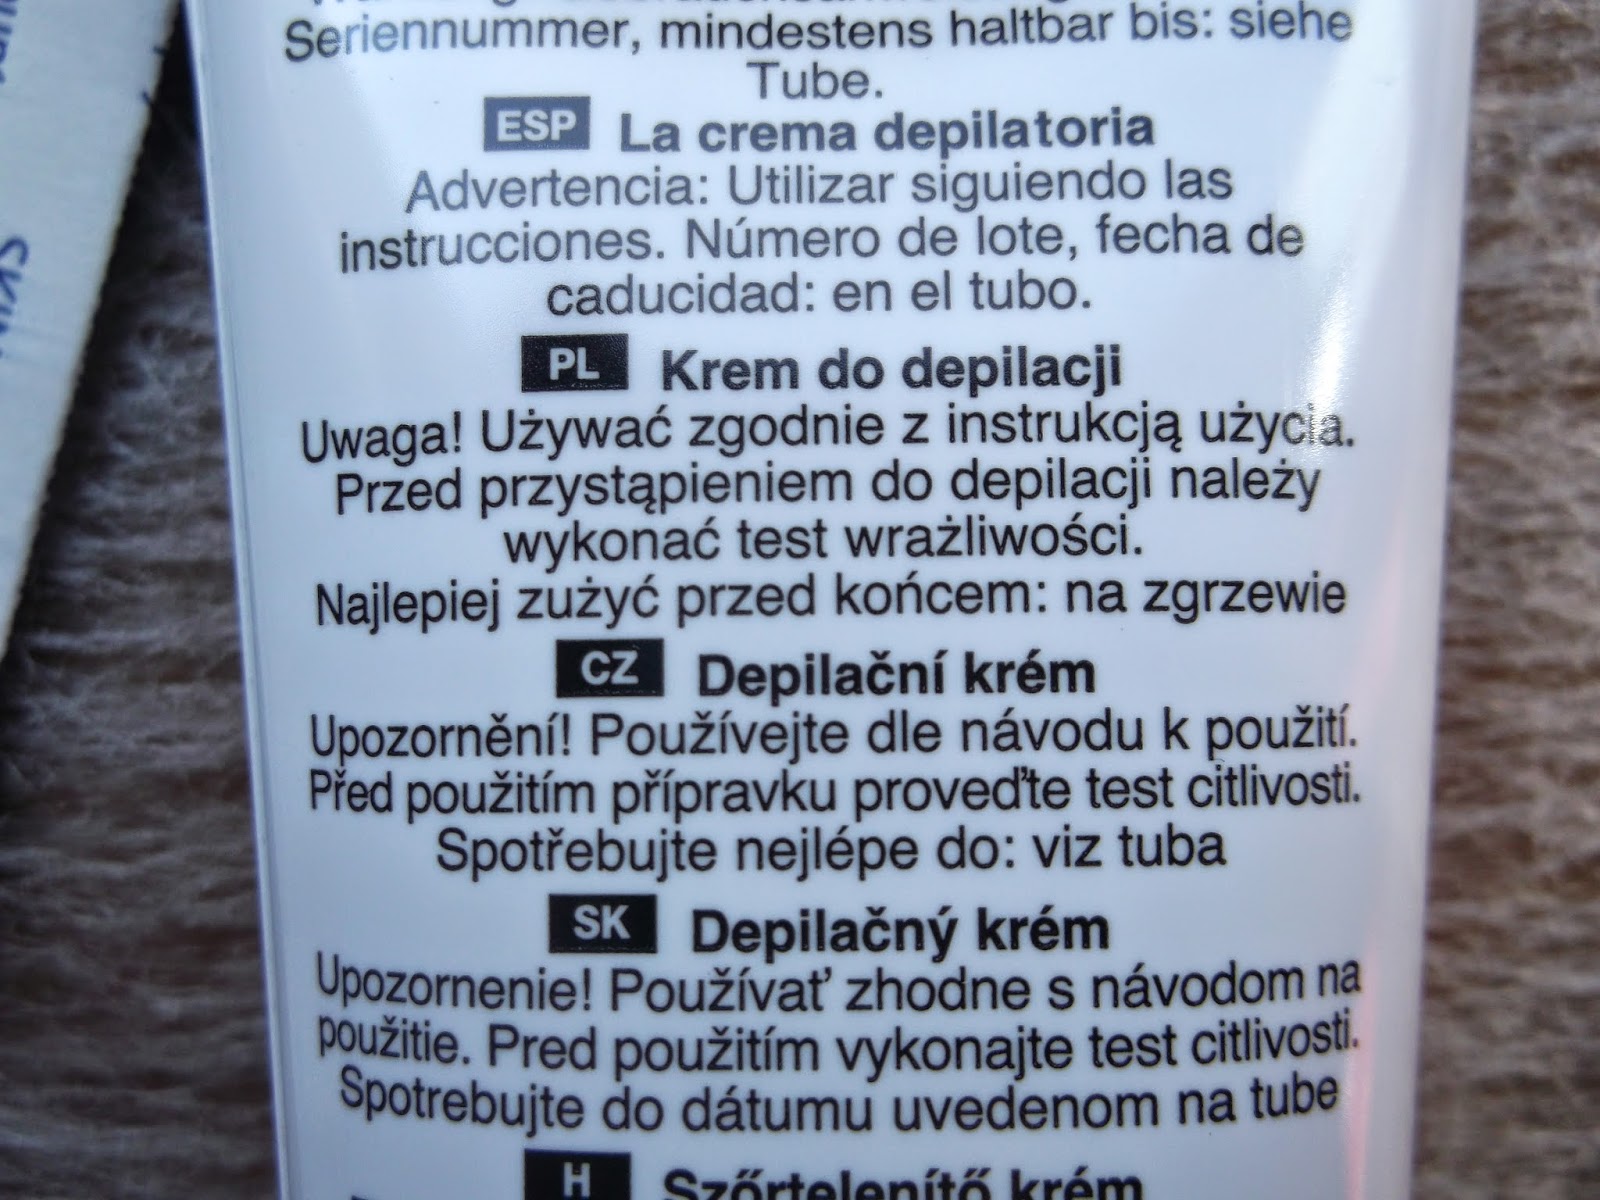 Seriennummer, mindestens haltbar bis: siehe
Tube.
ESP La crema depilatoria
Advertencia: Utilizar siguiendo las
instrucciones. Número de lote, fecha de
caducidad: en el tubo.
PL Krem do depilacji
Uwaga! Używać zgodnie z instrukcją użycia.
Przed przystąpieniem do depilacji należy
wykonać test wrażliwości.
Najlepiej zużyć przed końcem: na zgrzewie
CZ Depilační krém
Upozornění! Používejte dle návodu k použití.
Před použitím přípravku proveďte test citlivosti.
Spotřebujte nejlépe do: viz tuba
SK Depilačný krém
Upozornenie! Používať zhodne s návodom na
použitie. Pred použitím vykonajte test citlivosti.
Spotrebujte do dátumu uvedenom na tube
H Szőrtelenítő krém